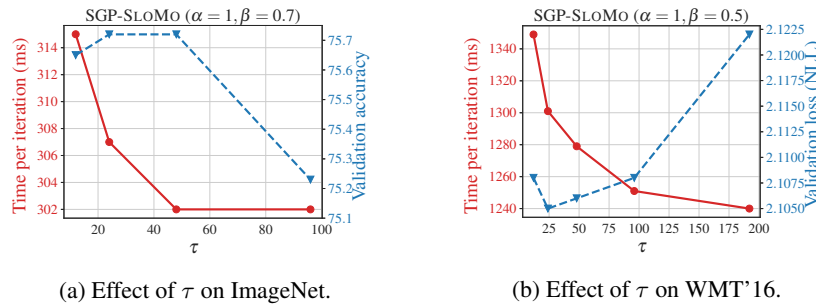 SGP-SLOMO (α = 1, β = 0.7)
Time per iteration (ms)
314
312
310
308
306
304
302
75.7
75.6
75.5
75.4
75.3
75.2
75.1
Validation accuracy
20 40 60 80 100
τ
(a) Effect of τ on ImageNet.
SGP-SLOMO (α = 1, β = 0.5)
Time per iteration (ms)
1340
1320
1300
1280
1260
1240
2.1225
2.1200
2.1175
2.1150
2.1125
2.1100
2.1075
2.1050
Validation loss (NLL)
25 50 75 100 125 150 175 200
τ
(b) Effect of τ on WMT'16.